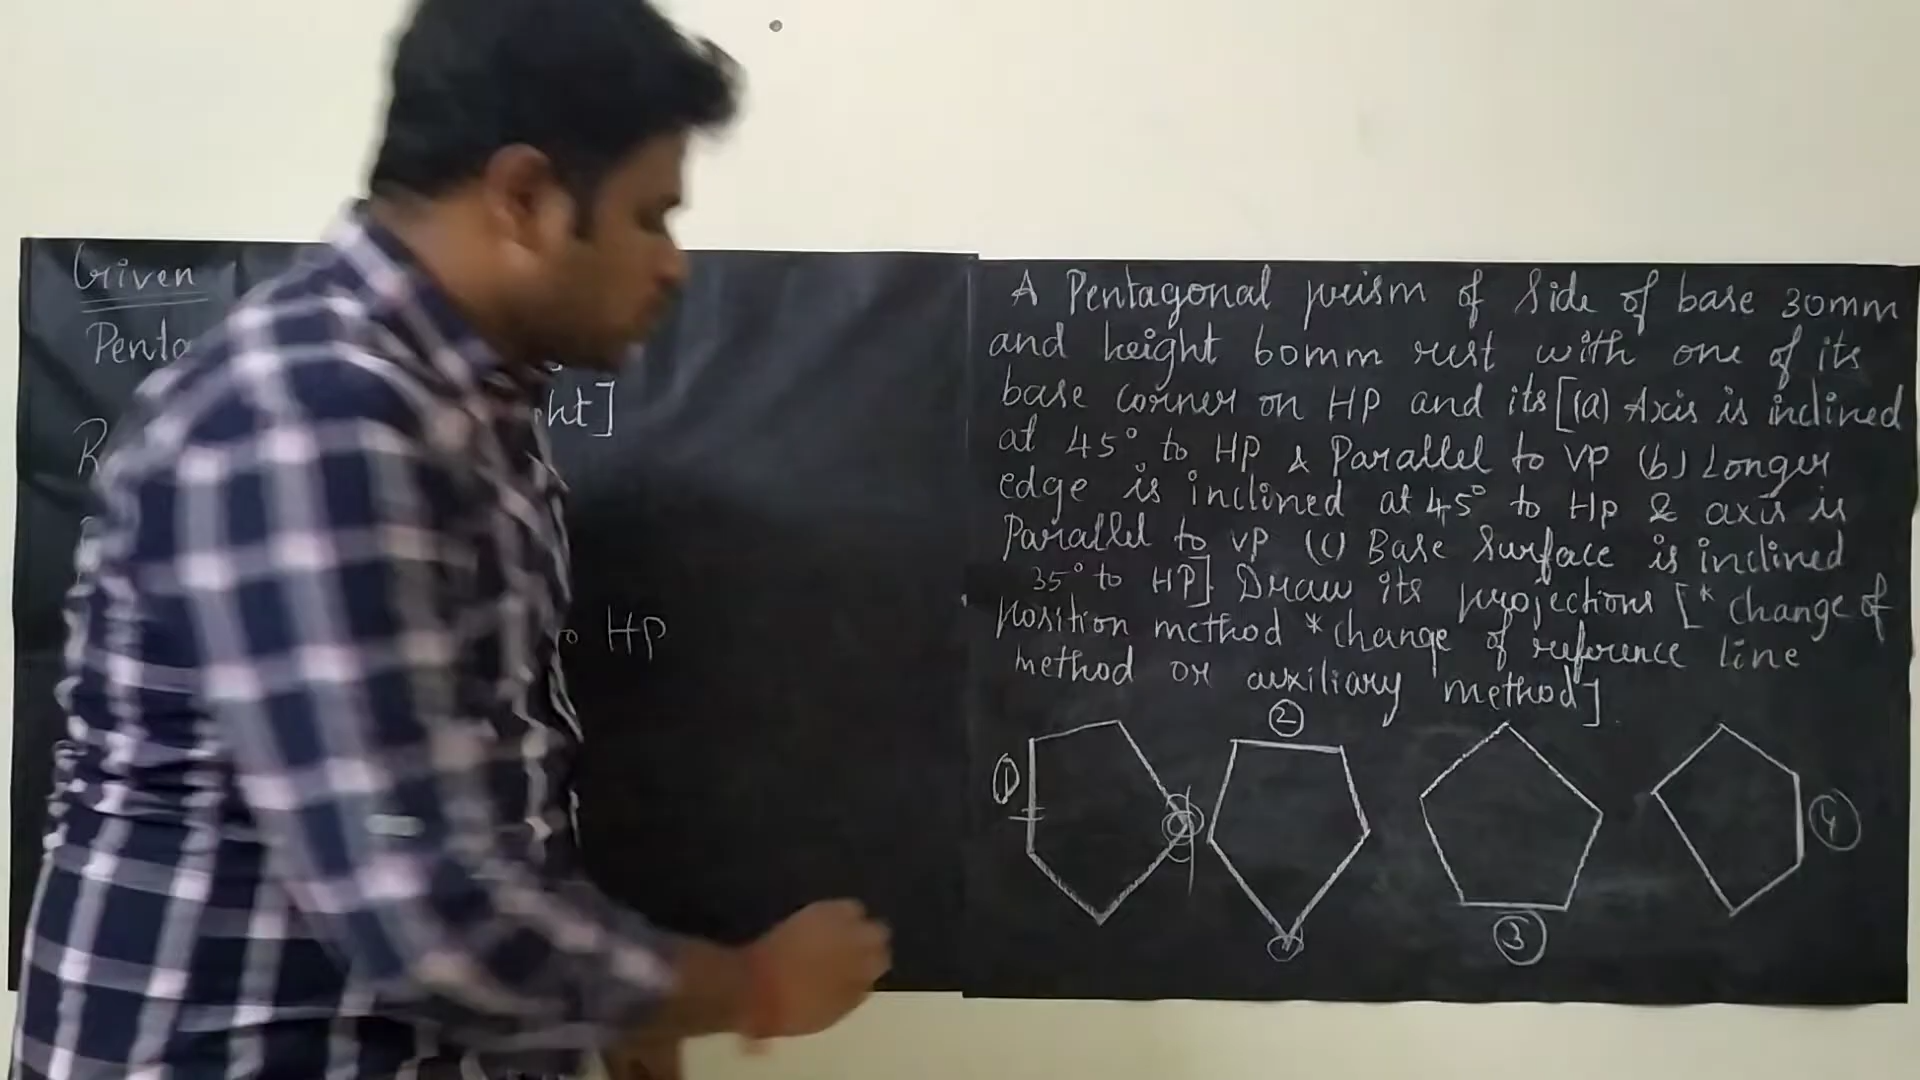 Given
Penta
ht]
to HP
A Pentagonal prism of side of base 30mm
and height 60mm rest with one of its
base corner on HP and its [(a) Axis is inclined
at 45° to HP & Parallel to VP (b) Longer
edge is inclined at 45° to HP & axis is
Parallel to VP (c) Base surface is inclined
35° to HP]. Draw its projections [* change of
position method * change of reference line
method or auxiliary method]
2
1
4
3